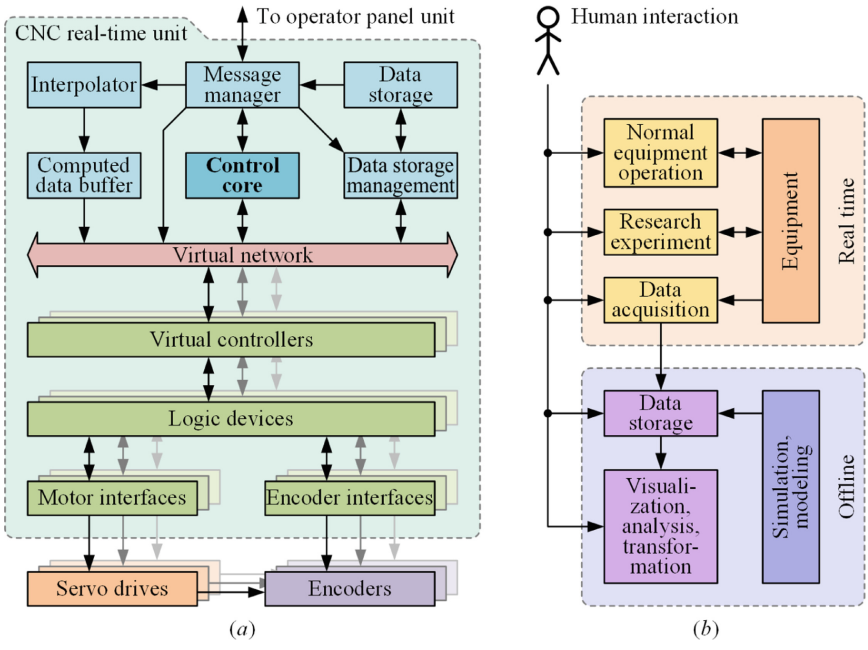 To operator panel unit
CNC real-time unit
Interpolator
Message
manager
Data
storage
Computed
data buffer
Control
core
Data storage
management
Virtual network
Virtual controllers
Logic devices
Motor interfaces
Encoder interfaces
Servo drives
Encoders
(a)
Human interaction
Normal
equipment
operation
Research
experiment
Data
acquisition
Equipment
Real time
Data
storage
Visuali-
zation,
analysis,
transfor-
mation
Simulation,
modeling
Offline
(b)